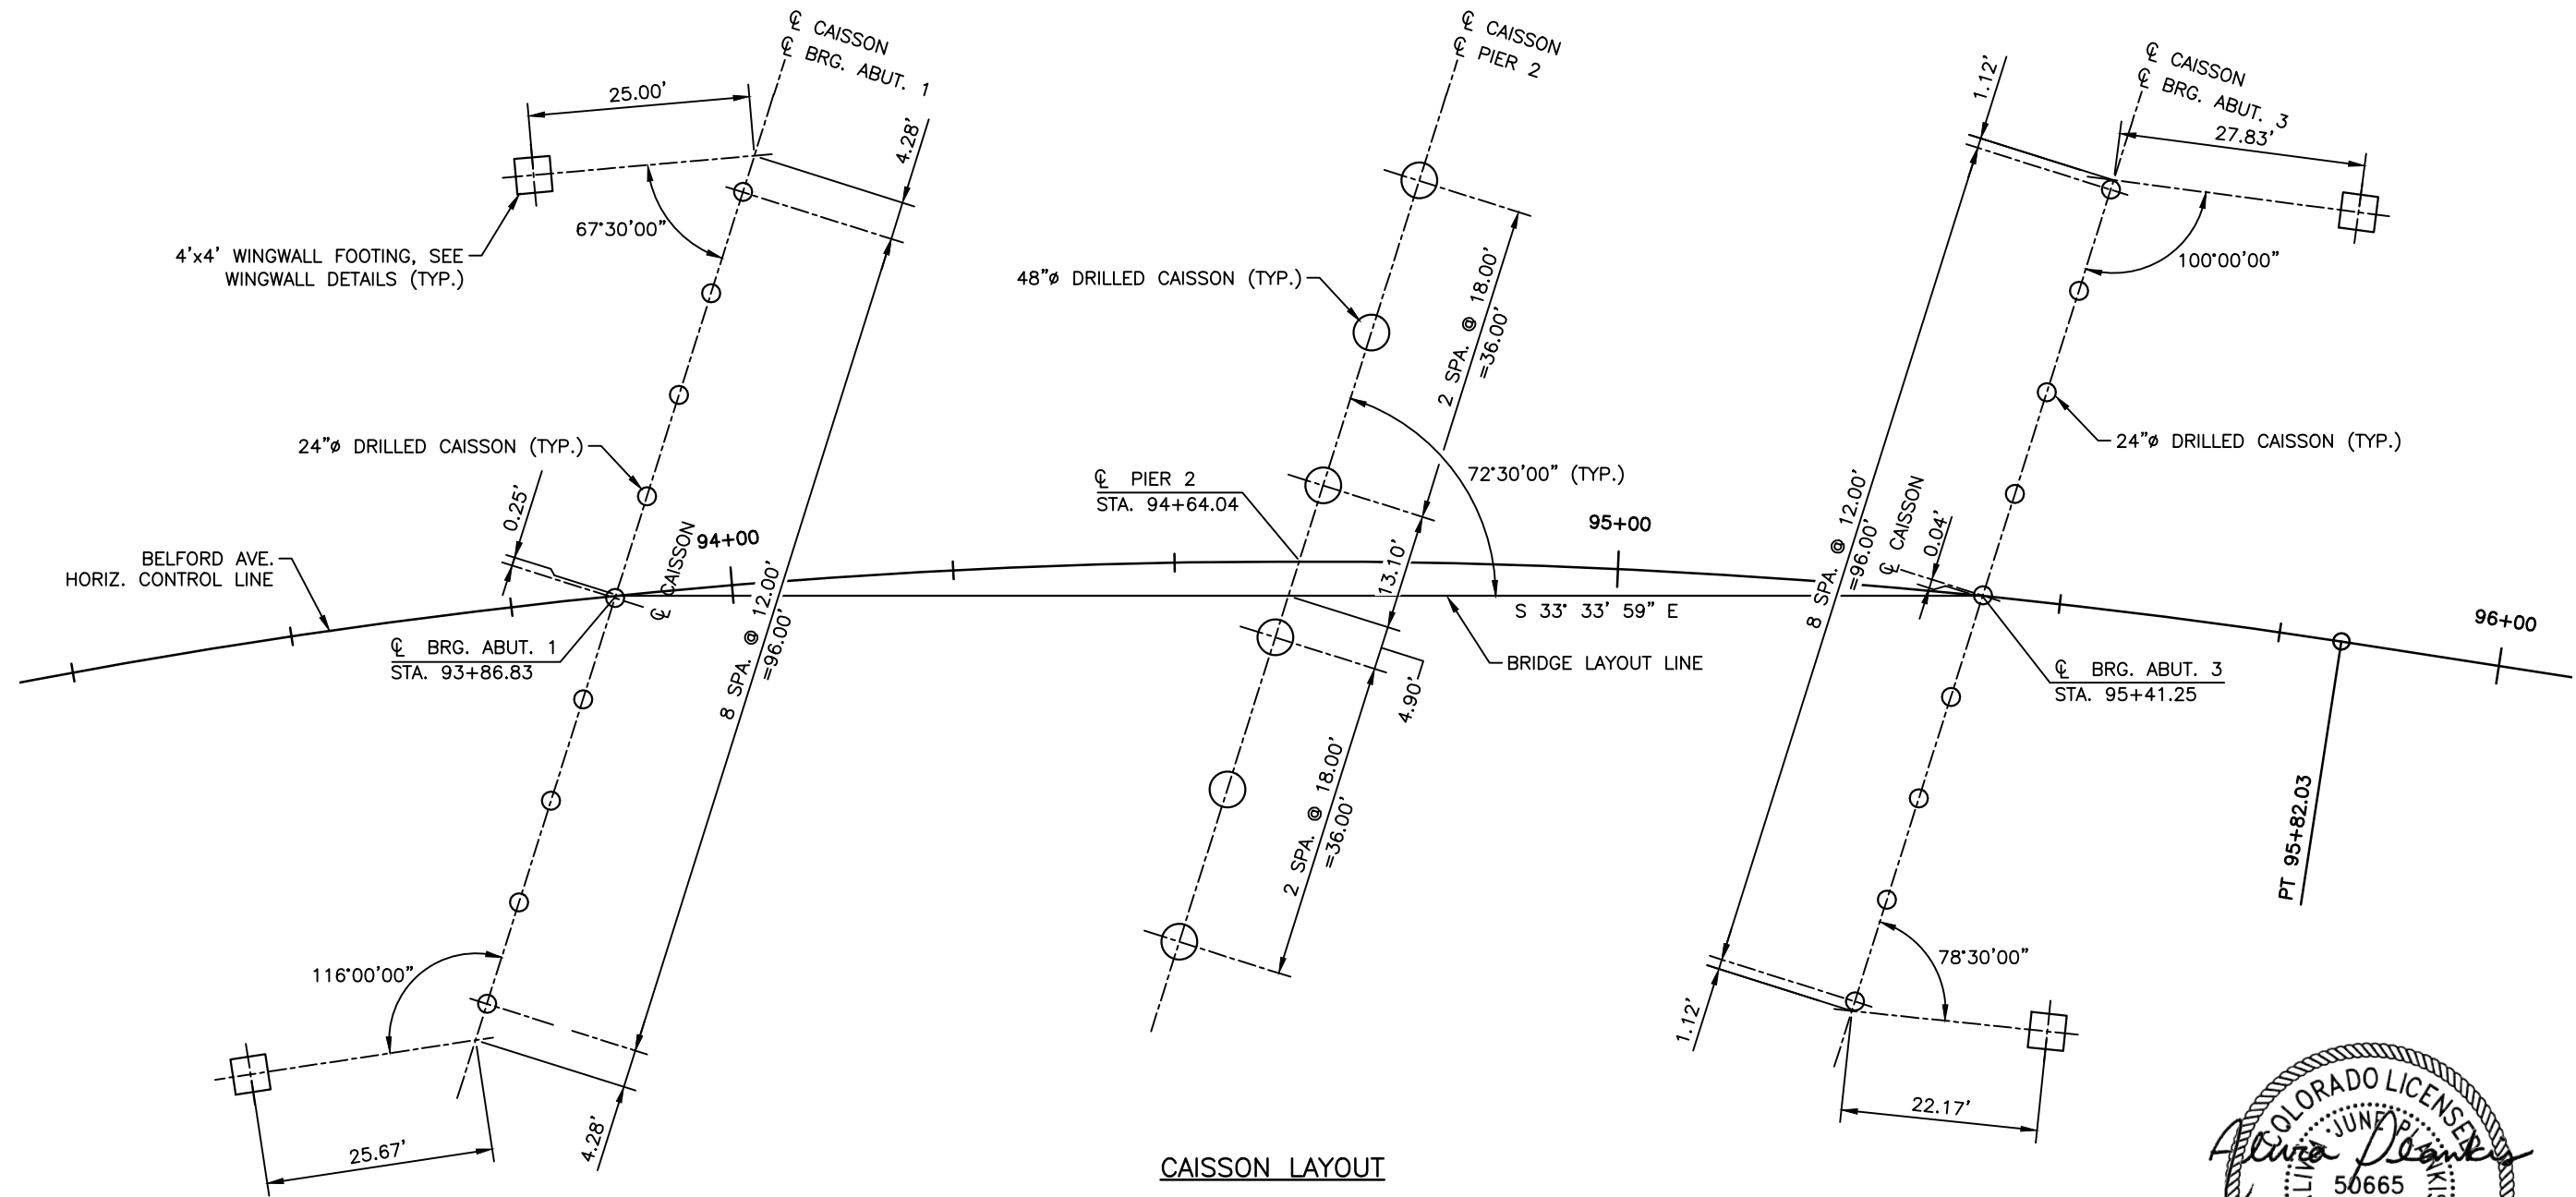 ℄ CAISSON
℄ BRG. ABUT. 1
25.00'
4.28'
67°30'00"
4'x4' WINGWALL FOOTING, SEE
WINGWALL DETAILS (TYP.)
24"ø DRILLED CAISSON (TYP.)
0.25'
℄ CAISSON
94+00
BELFORD AVE.
HORIZ. CONTROL LINE
℄ BRG. ABUT. 1
STA. 93+86.83
8 SPA. @ 12.00'
=96.00'
116°00'00"
25.67'
4.28'
℄ CAISSON
℄ PIER 2
48"ø DRILLED CAISSON (TYP.)
2 SPA. @ 18.00'
=36.00'
72°30'00" (TYP.)
℄ PIER 2
STA. 94+64.04
13.10'
95+00
S 33° 33' 59" E
BRIDGE LAYOUT LINE
4.90'
2 SPA. @ 18.00'
=36.00'
℄ CAISSON
℄ BRG. ABUT. 3
1.12'
27.83'
100°00'00"
24"ø DRILLED CAISSON (TYP.)
8 SPA. @ 12.00'
=96.00'
℄ CAISSON
0.04'
96+00
℄ BRG. ABUT. 3
STA. 95+41.25
PT 95+82.03
78°30'00"
1.12'
22.17'
CAISSON LAYOUT
COLORADO LICENSED
JUNE
50665